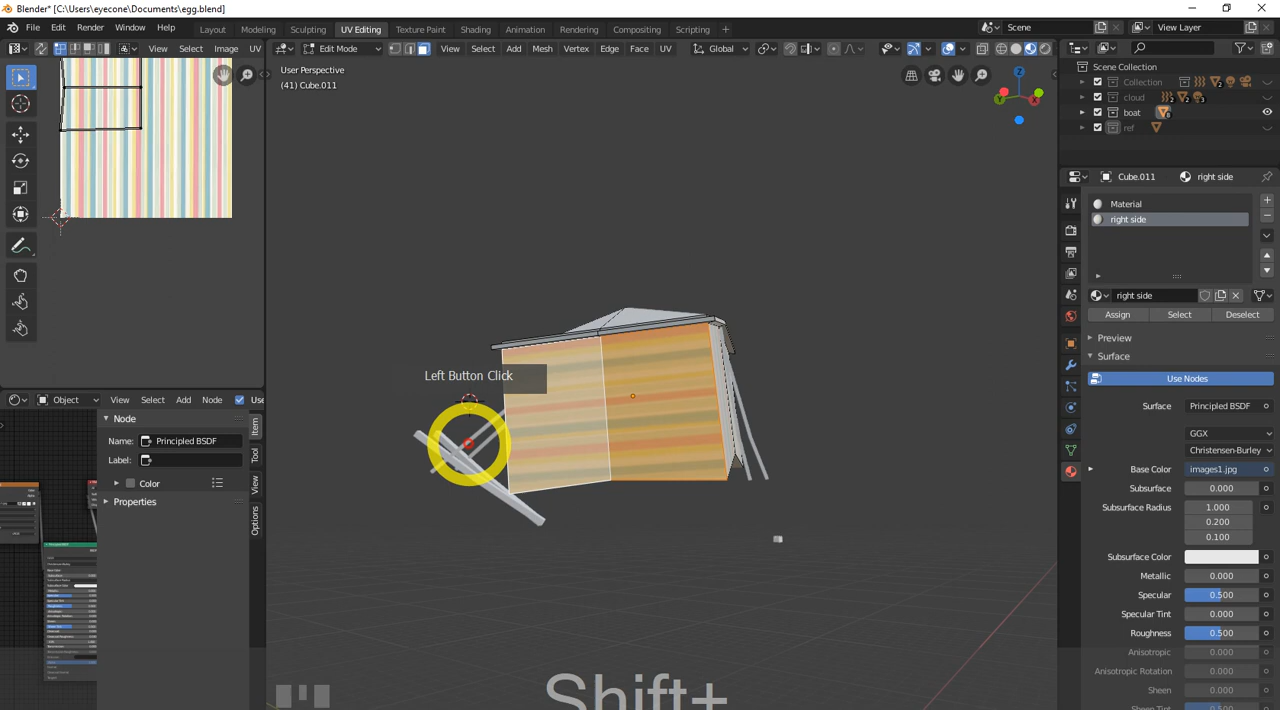 Blender* [C:\Users\eyecone\Documents\egg.blend]
File Edit Render Window Help Layout Modeling Sculpting UV Editing Texture Paint Shading Animation Rendering Compositing Scripting + Scene View Layer
View Select Image UV Edit Mode View Select Add Mesh Vertex Edge Face UV Global
User Perspective
(41) Cube.011
Scene Collection
Collection
cloud
boat
ref
Cube.011 right side
Material
right side
right side
Assign Select Deselect
Preview
Surface
Use Nodes
Surface Principled BSDF
GGX
Christensen-Burley
Base Color images1.jpg
Subsurface 0.000
Subsurface Radius 1.000
0.200
0.100
Subsurface Color
Metallic 0.000
Specular 0.500
Specular Tint 0.000
Roughness 0.500
Anisotropic 0.000
Anisotropic Rotation 0.000
Sheen 0.000
Sheen Tint 0.500
Left Button Click
Object View Select Add Node Use
Node
Name: Principled BSDF
Label:
Color
Properties
Item
Tool
View
Options
X
Y
Z
Shift+